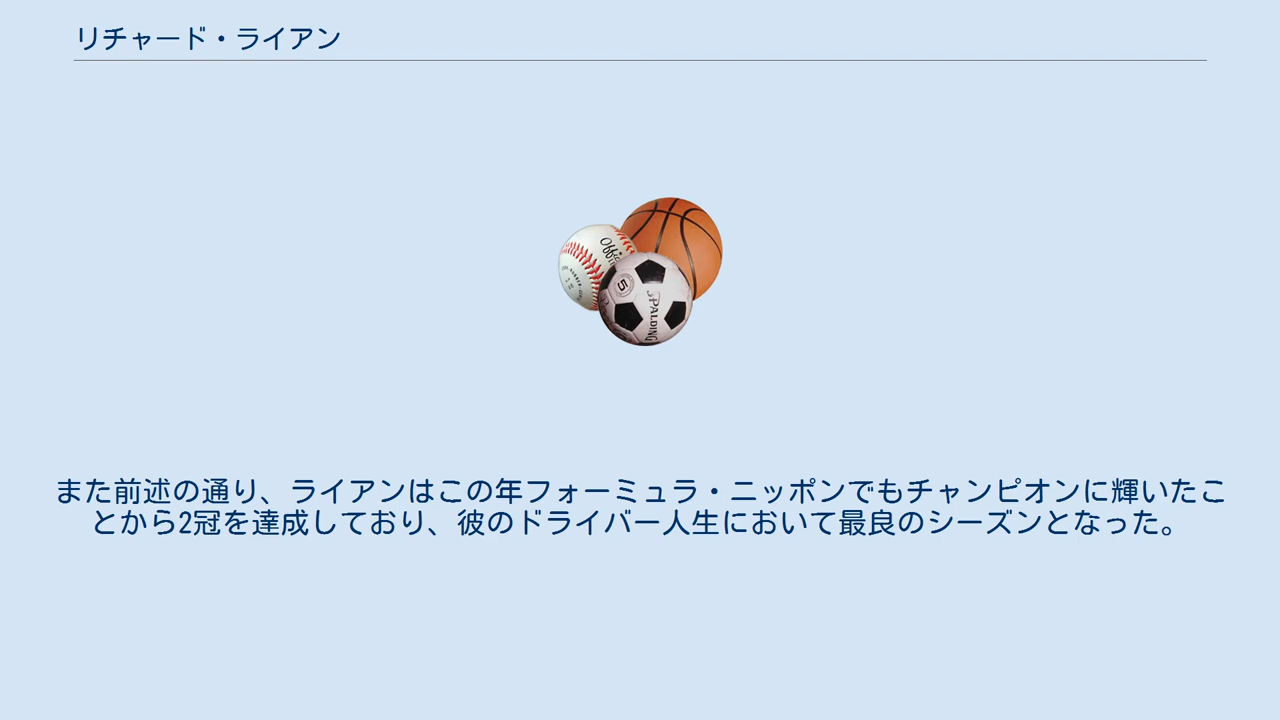 リチャード・ライアン
Offic
5
SPALDING
また前述の通り、ライアンはこの年フォーミュラ・ニッポンでもチャンピオンに輝いたこ
とから2冠を達成しており、彼のドライバー人生において最良のシーズンとなった。